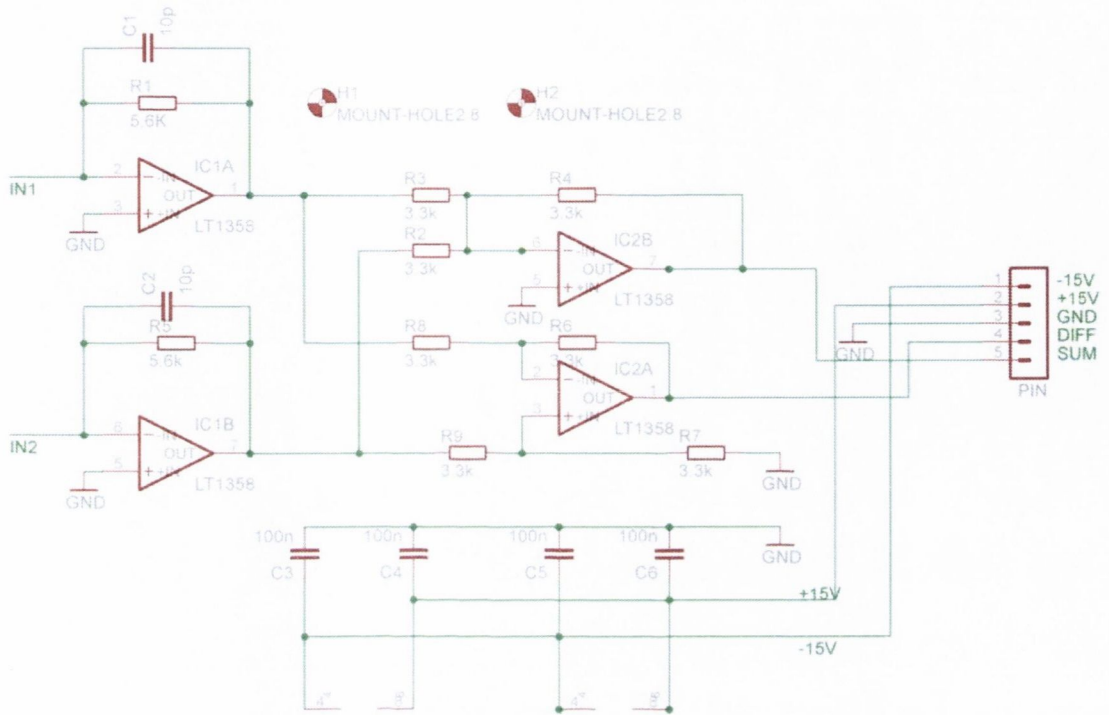 C1
10p
R1
5.6K
H1
MOUNT-HOLE2.8
H2
MOUNT-HOLE2.8
IN1
2
-IN
IC1A
OUT
1
3
+IN
LT1358
GND
R3
3.3k
R4
3.3k
R2
3.3k
6
-IN
IC2B
OUT
7
5
+IN
LT1358
GND
C2
10p
R5
5.6k
R8
3.3k
R6
3.3k
IC2A
2
-IN
OUT
1
3
+IN
LT1358
1
2
3
4
5
-15V
+15V
GND
DIFF
SUM
PIN
GND
IN2
6
-IN
IC1B
OUT
7
5
+IN
LT1358
GND
R9
3.3k
R7
3.3k
GND
100n
C3
100n
C4
100n
C5
100n
C6
GND
+15V
-15V
4
8
4
8